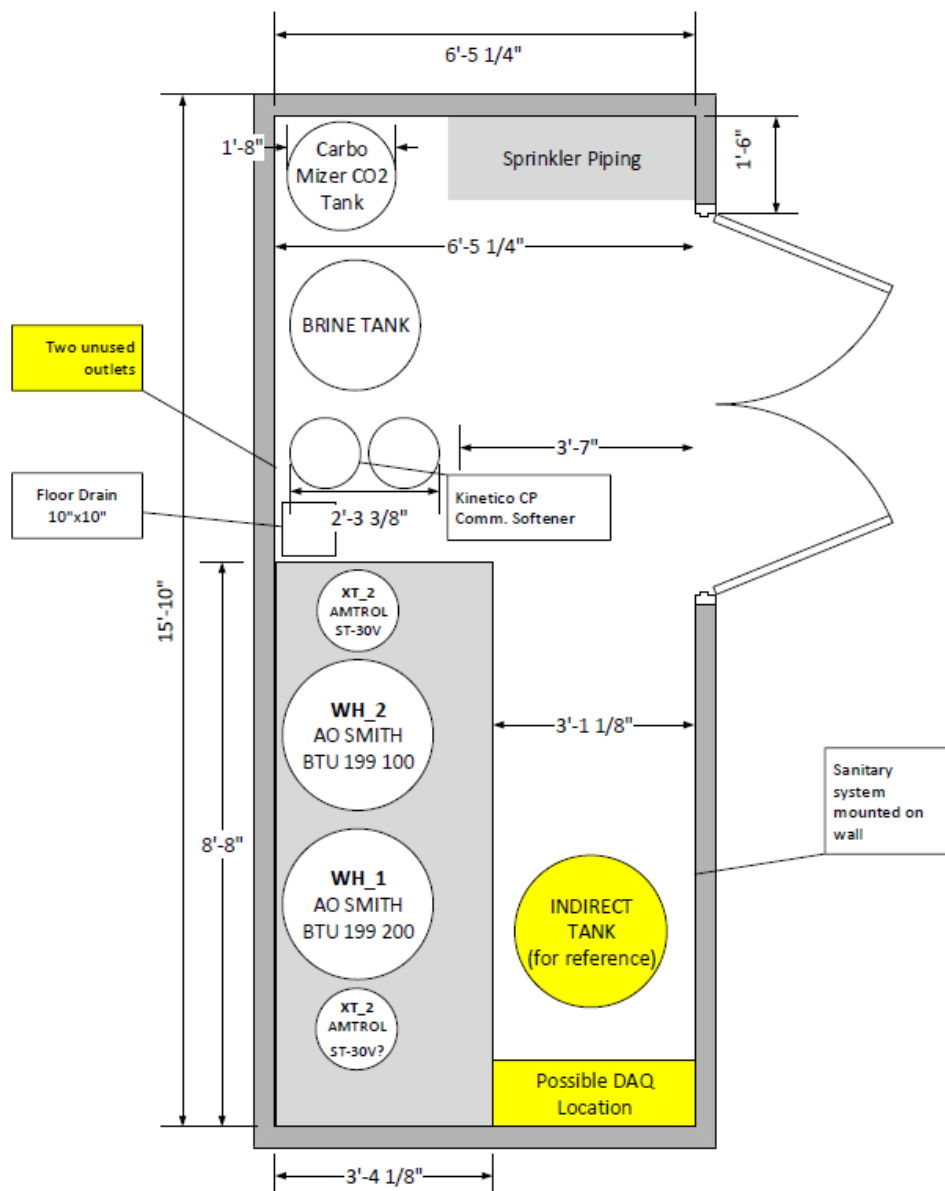 6'-5 1/4"
1'-8"
Carbo
Mizer CO2
Tank
Sprinkler Piping
1'-6"
6'-5 1/4"
BRINE TANK
Two unused
outlets
3'-7"
Floor Drain
10"x10"
2'-3 3/8"
Kinetico CP
Comm. Softener
15'-10"
XT_2
AMTROL
ST-30V
WH_2
AO SMITH
BTU 199 100
3'-1 1/8"
Sanitary
system
mounted on
wall
8'-8"
WH_1
AO SMITH
BTU 199 200
INDIRECT
TANK
(for reference)
XT_2
AMTROL
ST-30V?
Possible DAQ
Location
3'-4 1/8"